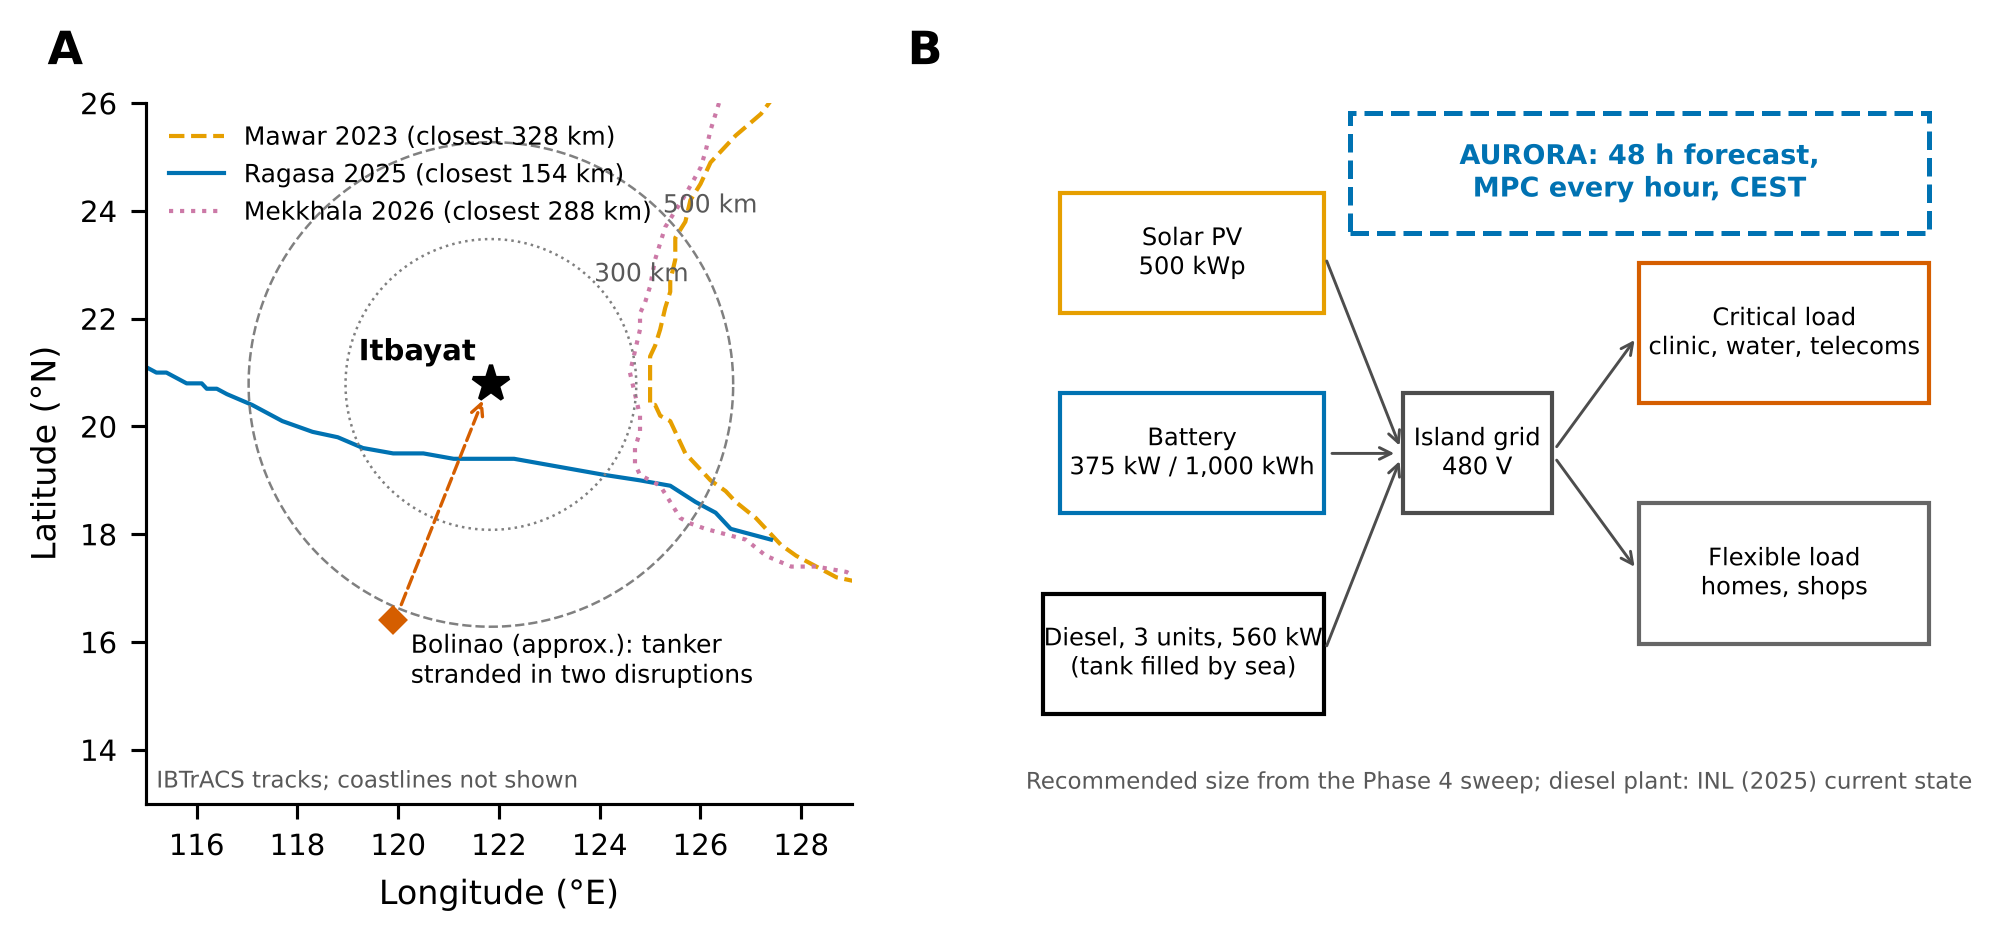 A
Mawar 2023 (closest 328 km)
Ragasa 2025 (closest 154 km)
Mekkhala 2026 (closest 288 km)
500 km
300 km
Itbayat
Bolinao (approx.): tanker
stranded in two disruptions
IBTrACS tracks; coastlines not shown
26
24
22
20
18
16
14
Latitude (°N)
116 118 120 122 124 126 128
Longitude (°E)
B
AURORA: 48 h forecast,
MPC every hour, CEST
Solar PV
500 kWp
Battery
375 kW / 1,000 kWh
Diesel, 3 units, 560 kW
(tank filled by sea)
Island grid
480 V
Critical load
clinic, water, telecoms
Flexible load
homes, shops
Recommended size from the Phase 4 sweep; diesel plant: INL (2025) current state